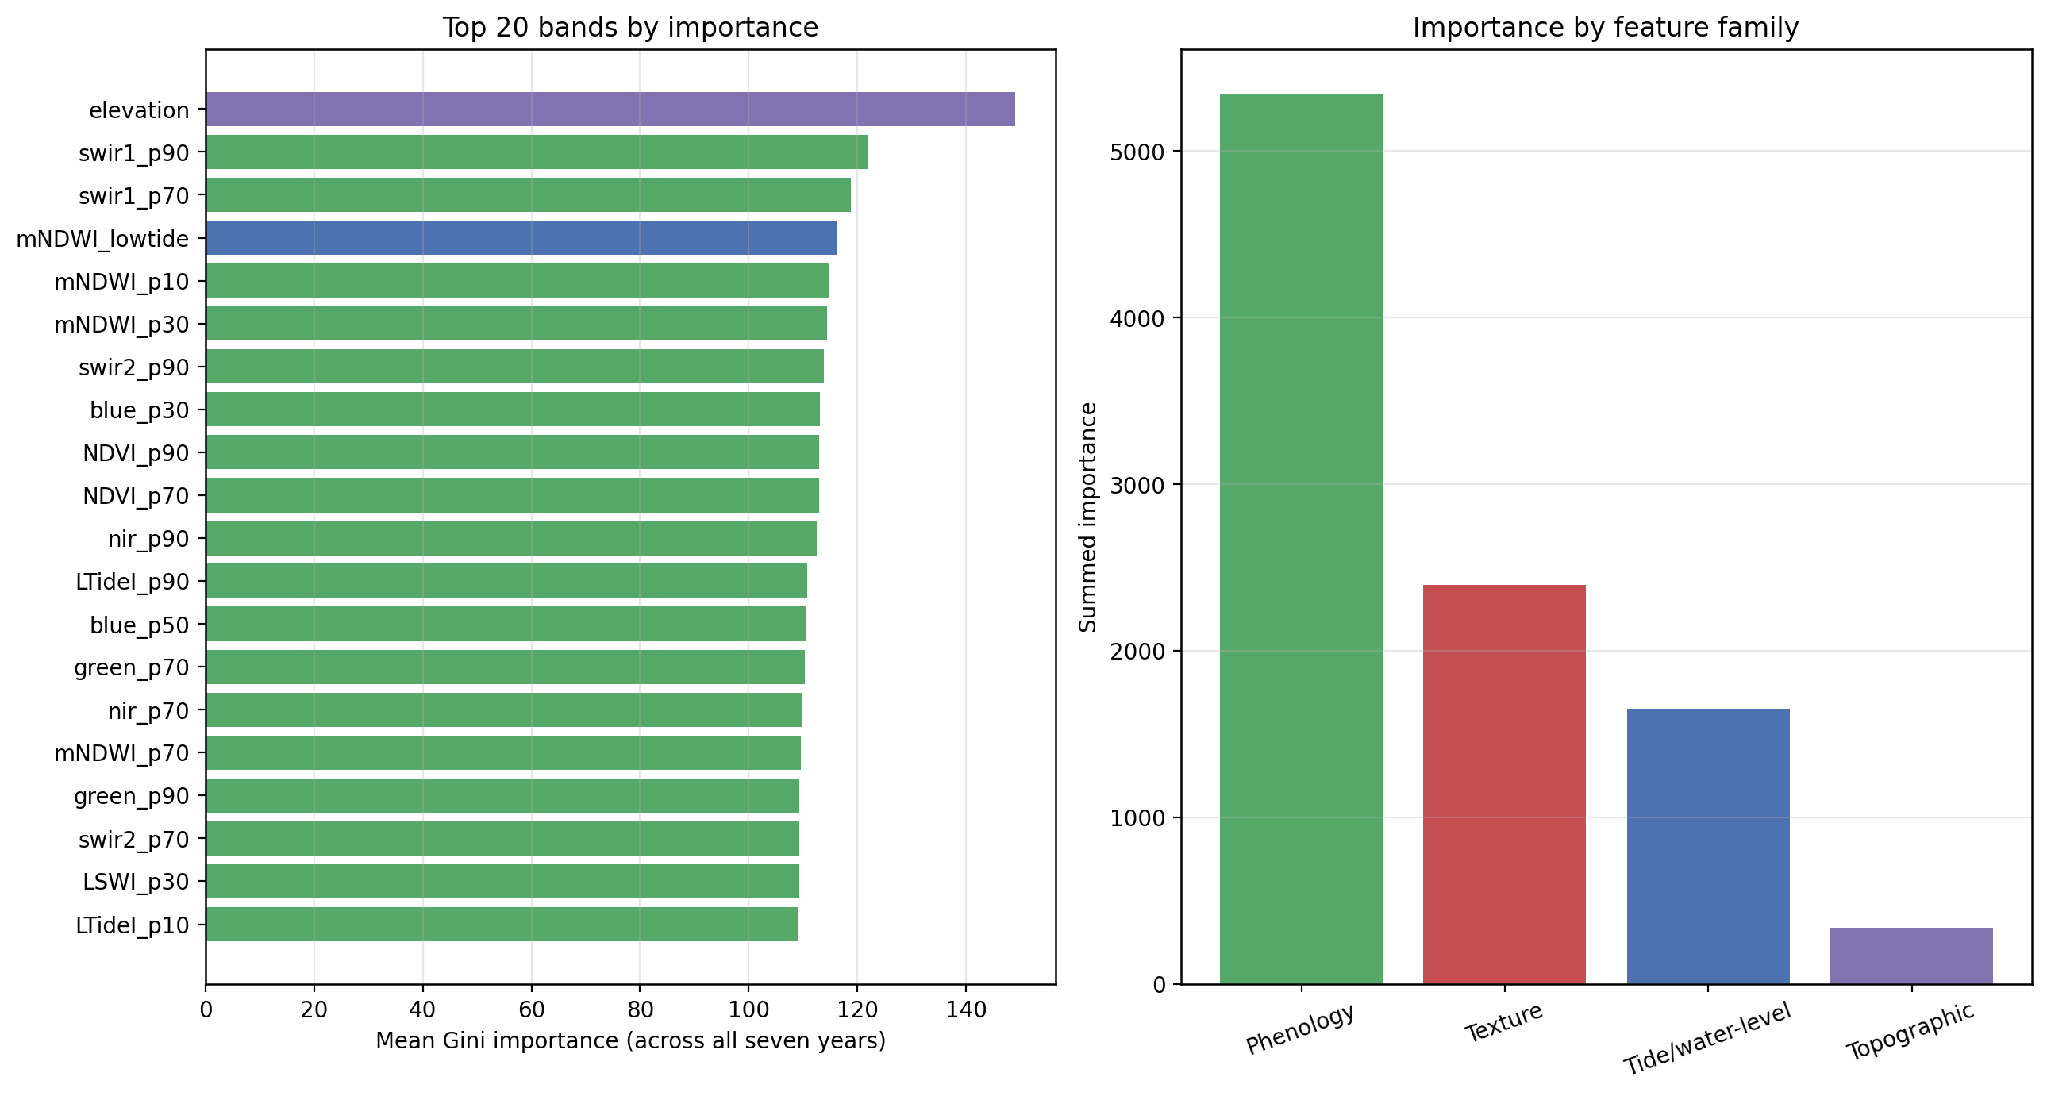 Top 20 bands by importance
elevation
swir1_p90
swir1_p70
mNDWI_lowtide
mNDWI_p10
mNDWI_p30
swir2_p90
blue_p30
NDVI_p90
NDVI_p70
nir_p90
LTideI_p90
blue_p50
green_p70
nir_p70
mNDWI_p70
green_p90
swir2_p70
LSWI_p30
LTideI_p10
0 20 40 60 80 100 120 140
Mean Gini importance (across all seven years)
Importance by feature family
Summed importance
5000
4000
3000
2000
1000
0
Phenology
Texture
Tide/water-level
Topographic